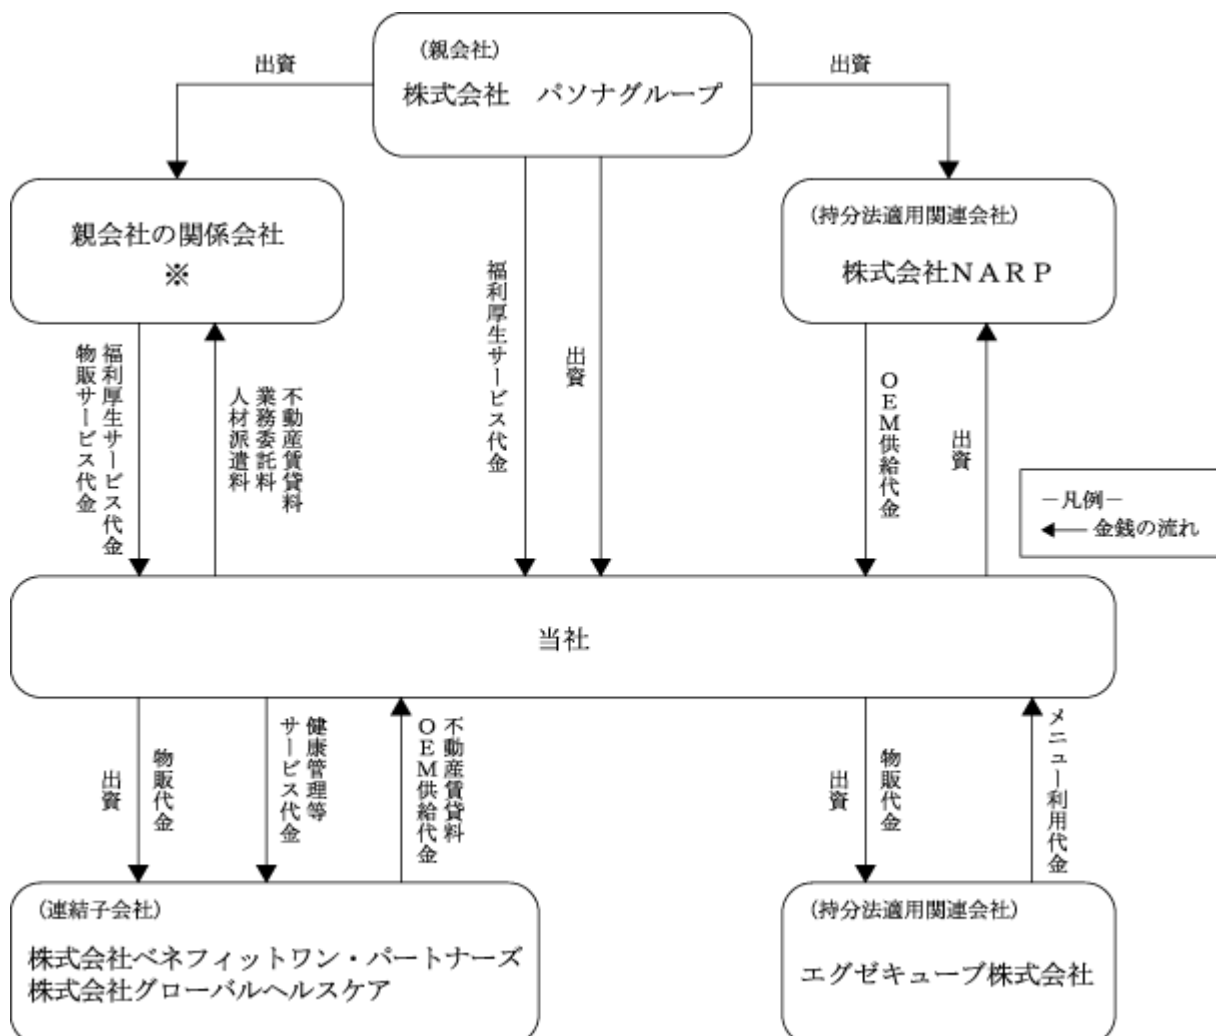 (親会社)
株式会社　パソナグループ
出資
出資
親会社の関係会社
※
(持分法適用関連会社)
株式会社ＮＡＲＰ
福利厚生サービス代金
物販サービス代金
不動産賃貸料
業務委託料
人材派遣料
福利厚生サービス代金
出資
ＯＥＭ供給代金
出資
－凡例－
金銭の流れ
当社
物販代金
出資
健康管理等
サービス代金
不動産賃貸料
ＯＥＭ供給代金
物販代金
出資
メニュー利用代金
(連結子会社)
株式会社ベネフィットワン・パートナーズ
株式会社グローバルヘルスケア
(持分法適用関連会社)
エグゼキューブ株式会社